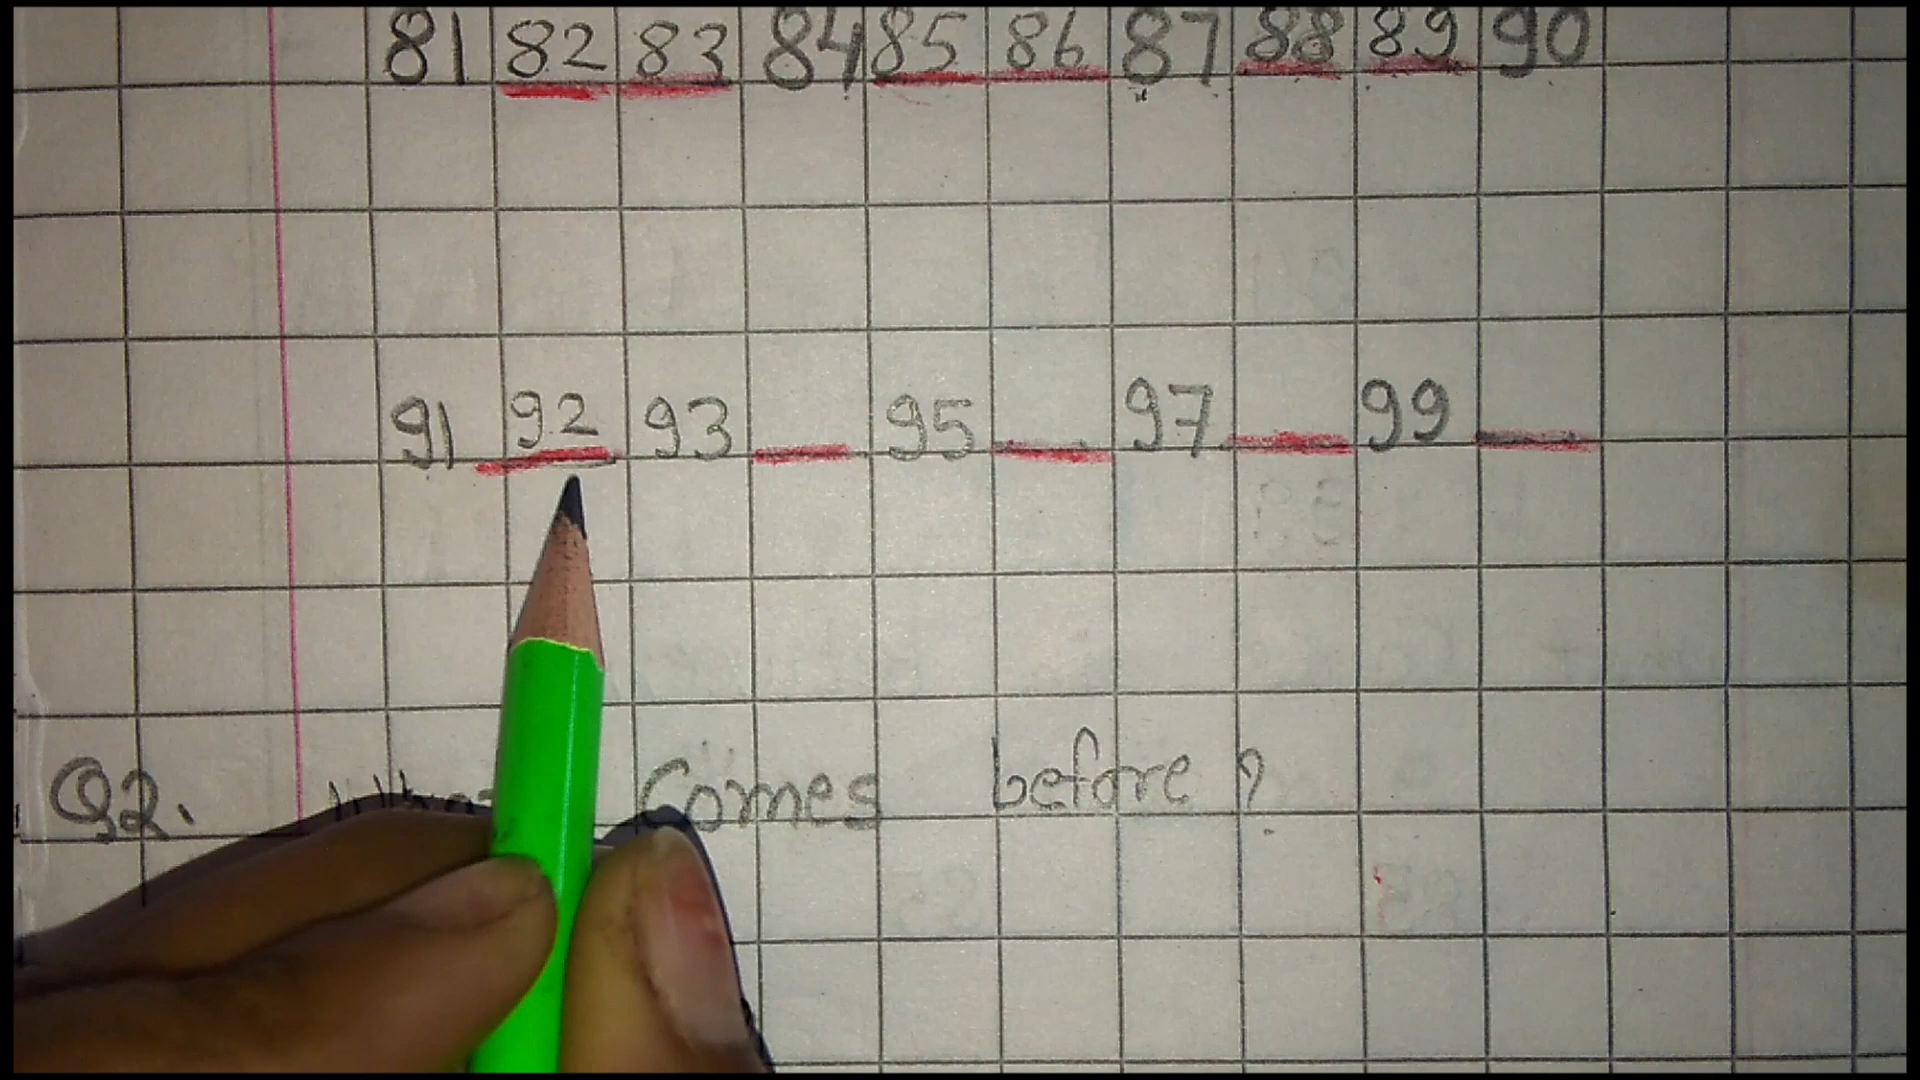 81 82 83 84 85 86 87 88 89 90
91 92 93 _ 95 _ 97 _ 99 _
Q2. Comes before ?